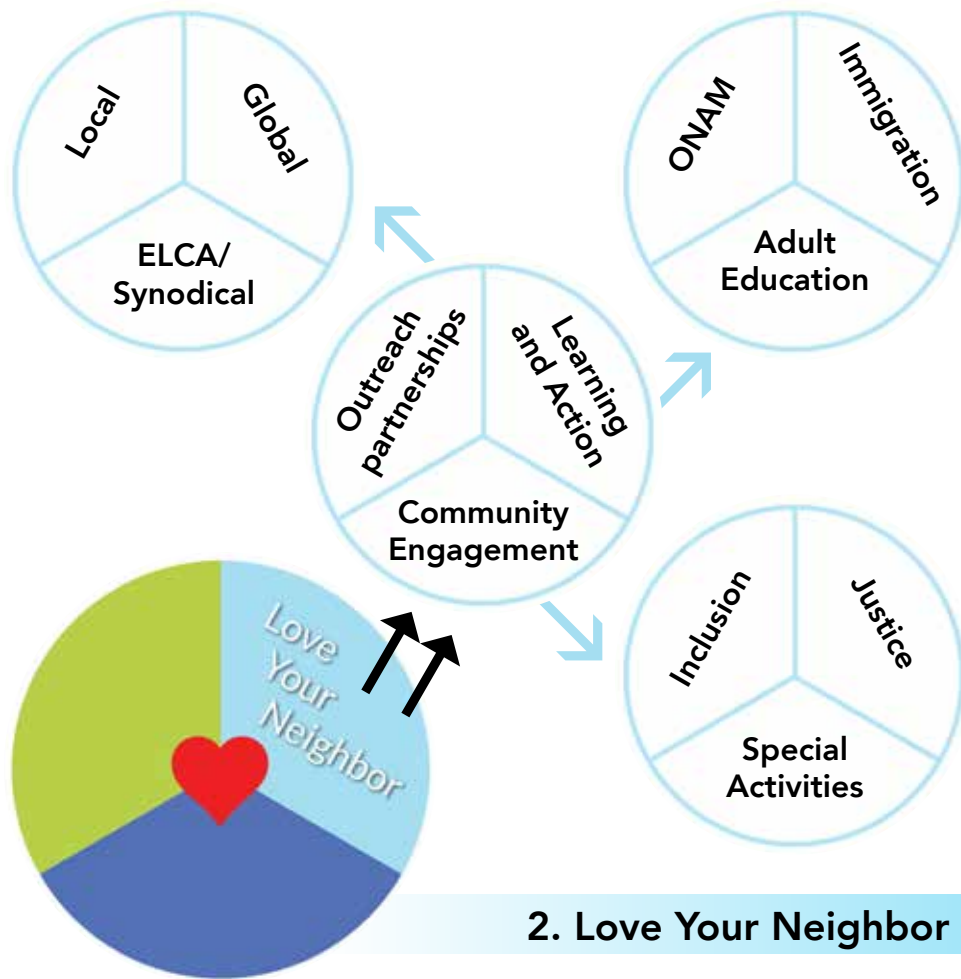 Local
Global
ELCA/
Synodical
ONAM
Immigration
Adult
Education
Outreach
partnerships
Learning
and Action
Community
Engagement
Inclusion
Justice
Special
Activities
Love
Your
Neighbor
2. Love Your Neighbor